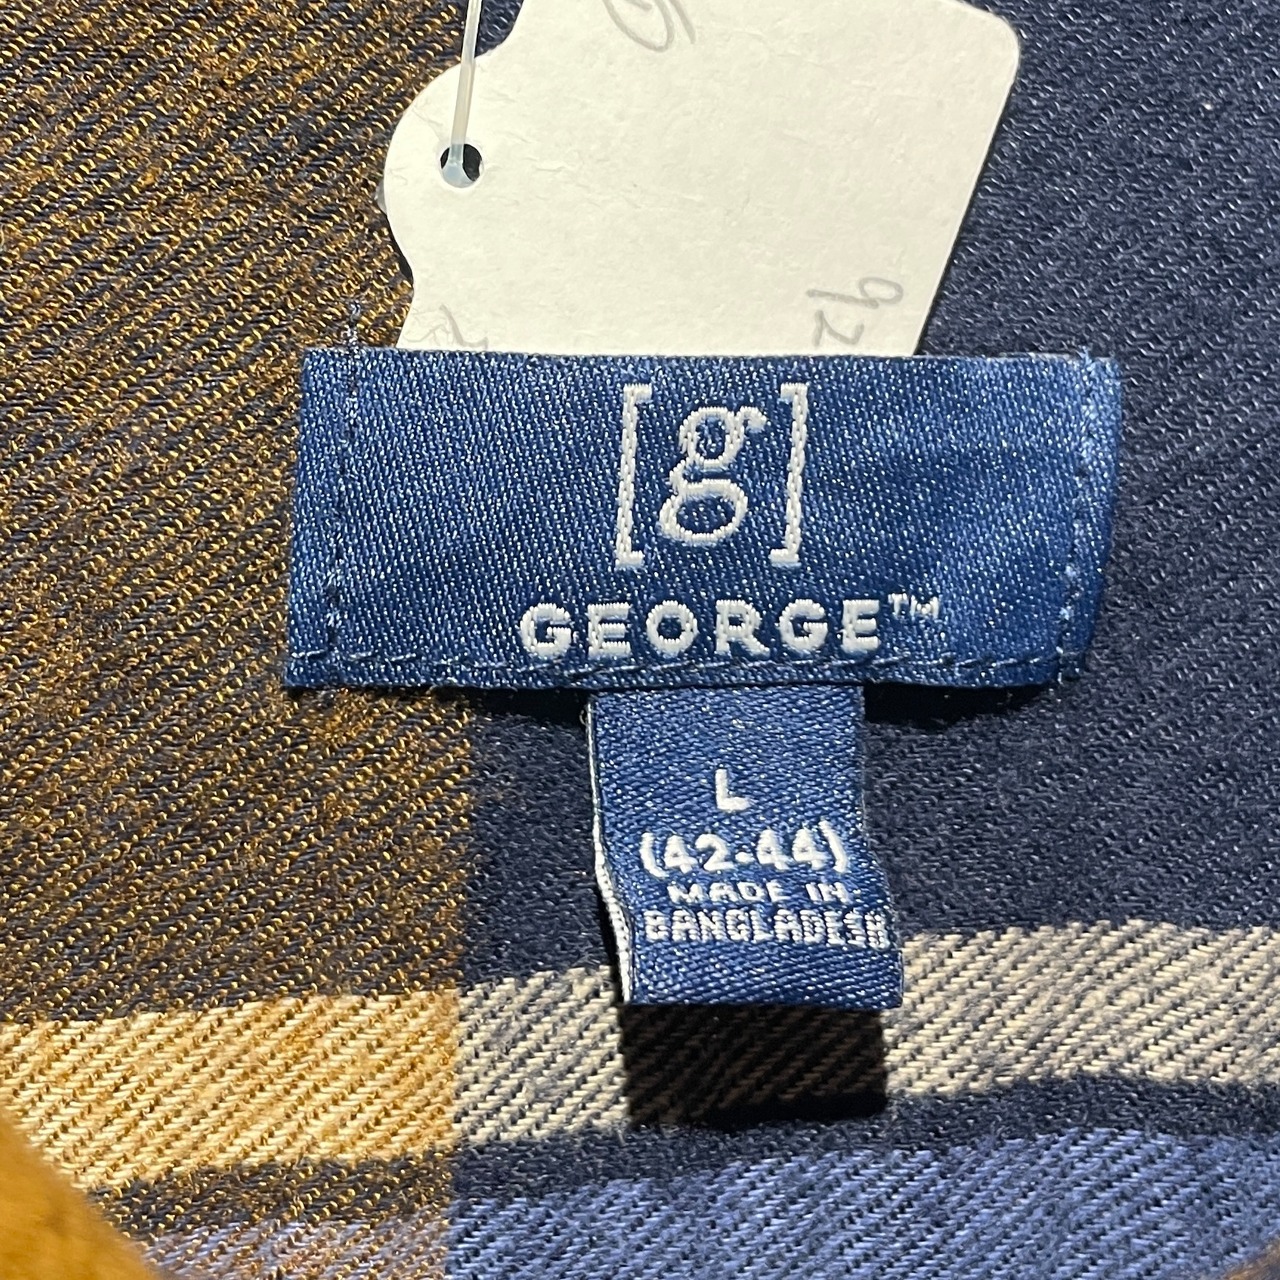 [g]
GEORGE™
L
(42-44)
MADE IN
BANGLADESH